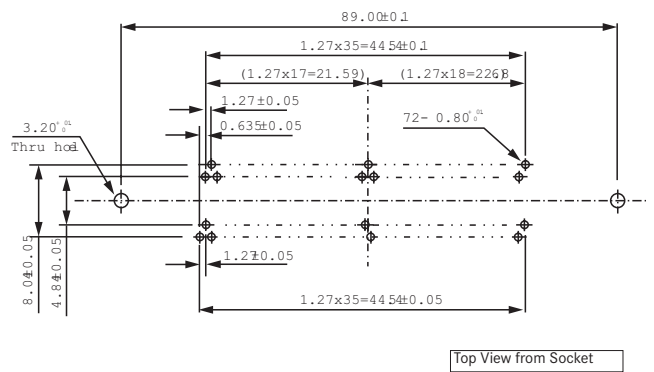 89.00±0.1
1.27x35=44.54±0.1
(1.27x17=21.59)
(1.27x18=22.8)
1.27±0.05
0.635±0.05
72- 0.80
3.20
Thru hol
8.04±0.05
4.84±0.05
1.27±0.05
1.27x35=44.54±0.05
Top View from Socket